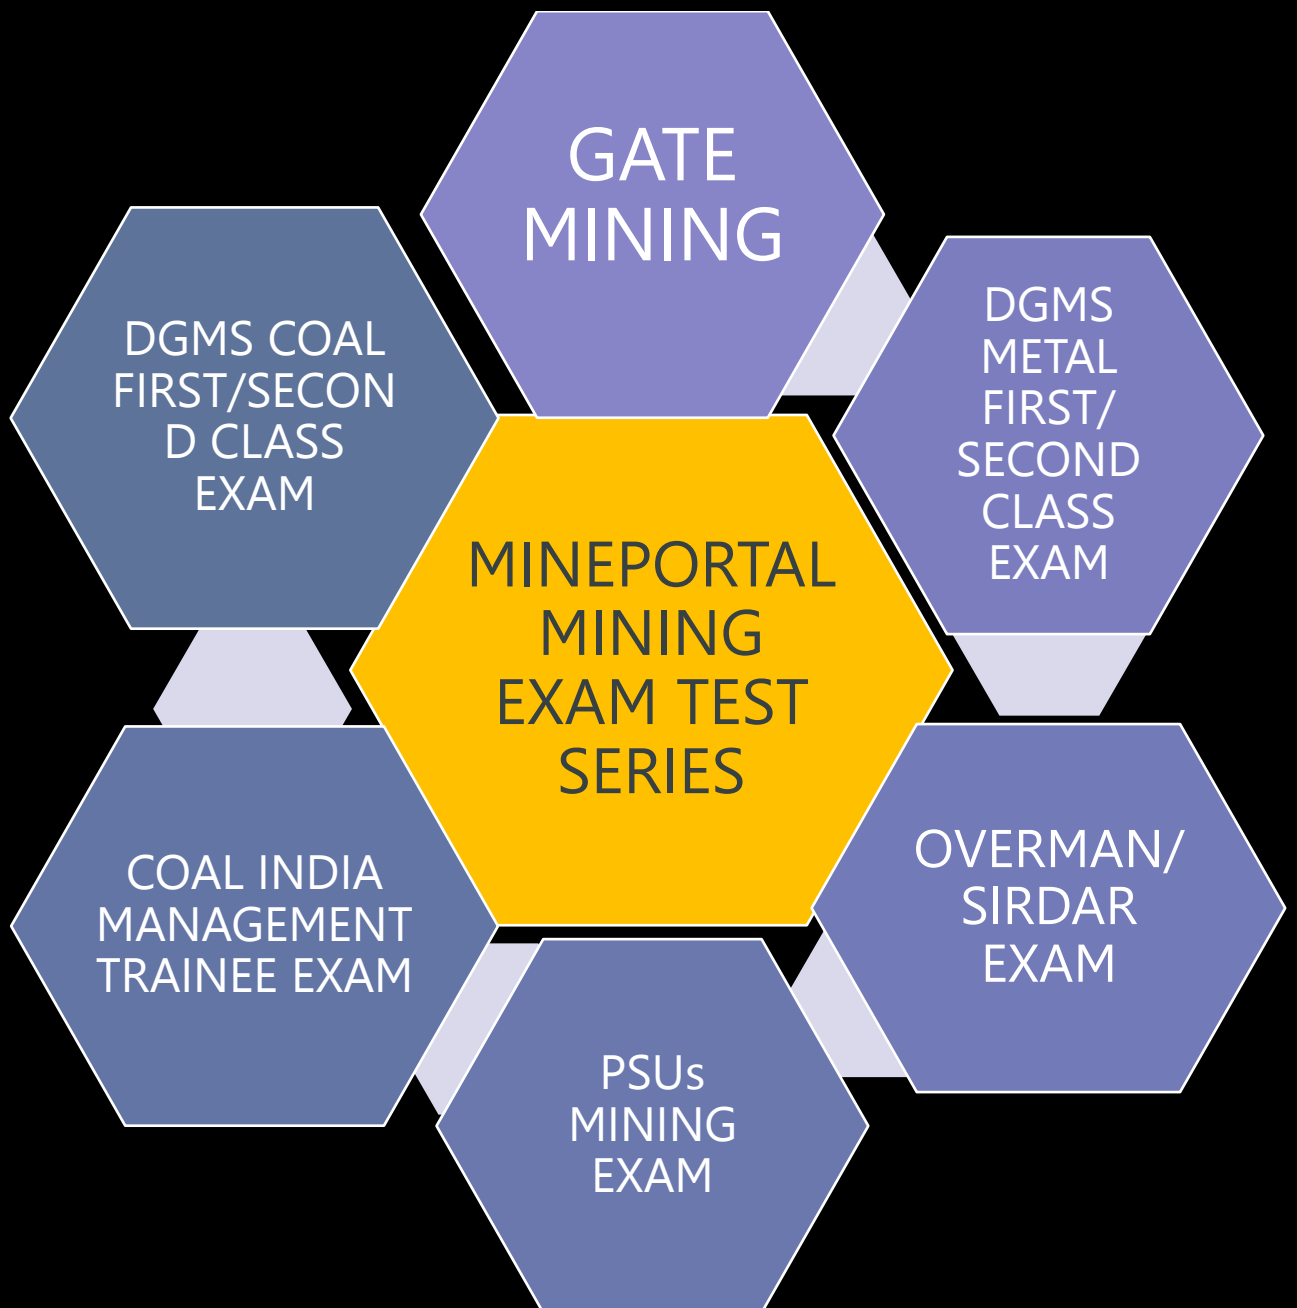 GATE
MINING
DGMS
METAL
FIRST/
SECOND
CLASS
EXAM
OVERMAN/
SIRDAR
EXAM
PSUs
MINING
EXAM
COAL INDIA
MANAGEMENT
TRAINEE EXAM
DGMS COAL
FIRST/SECON
D CLASS
EXAM
MINEPORTAL
MINING
EXAM TEST
SERIES